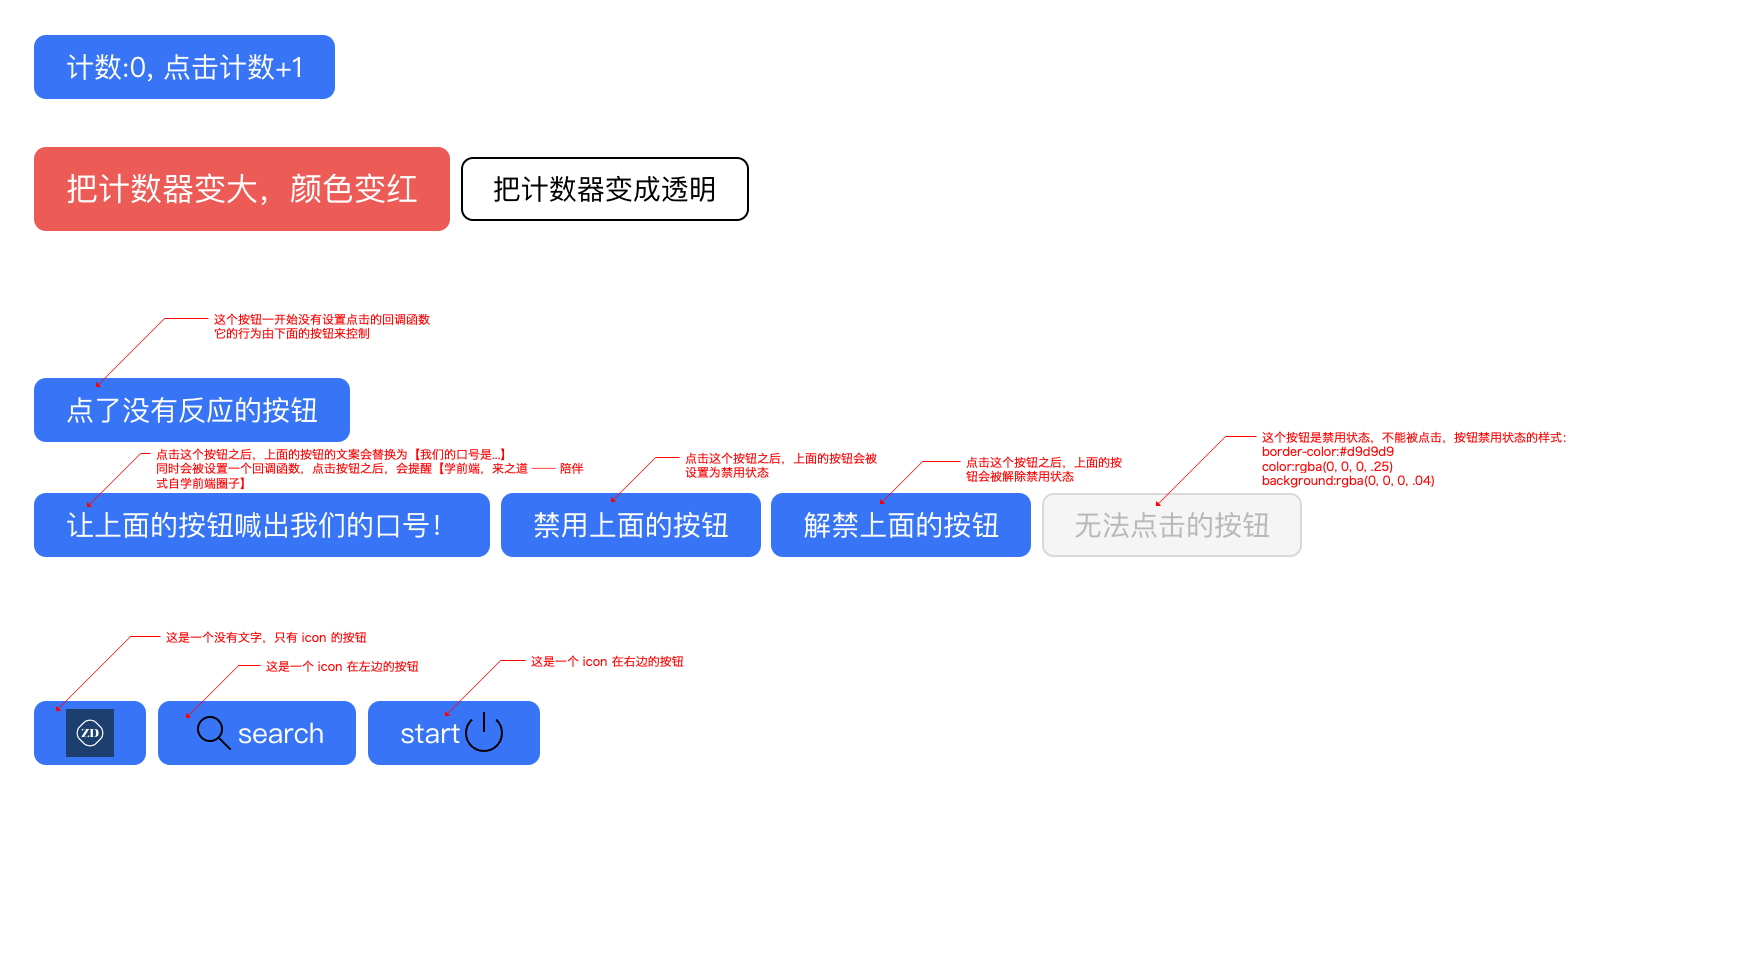 计数:0, 点击计数+1
把计数器变大，颜色变红
把计数器变成透明
这个按钮一开始没有设置点击的回调函数
它的行为由下面的按钮来控制
点了没有反应的按钮
点击这个按钮之后，上面的按钮的文案会替换为【我们的口号是...】
同时会被设置一个回调函数，点击按钮之后，会提醒【学前端，来之道 —— 陪伴
式自学前端圈子】
点击这个按钮之后，上面的按钮会被
设置为禁用状态
点击这个按钮之后，上面的按
钮会被解除禁用状态
这个按钮是禁用状态，不能被点击，按钮禁用状态的样式：
border-color:#d9d9d9
color:rgba(0, 0, 0, .25)
background:rgba(0, 0, 0, .04)
让上面的按钮喊出我们的口号！
禁用上面的按钮
解禁上面的按钮
无法点击的按钮
这是一个没有文字，只有 icon 的按钮
这是一个 icon 在左边的按钮
这是一个 icon 在右边的按钮
ZD
search
start